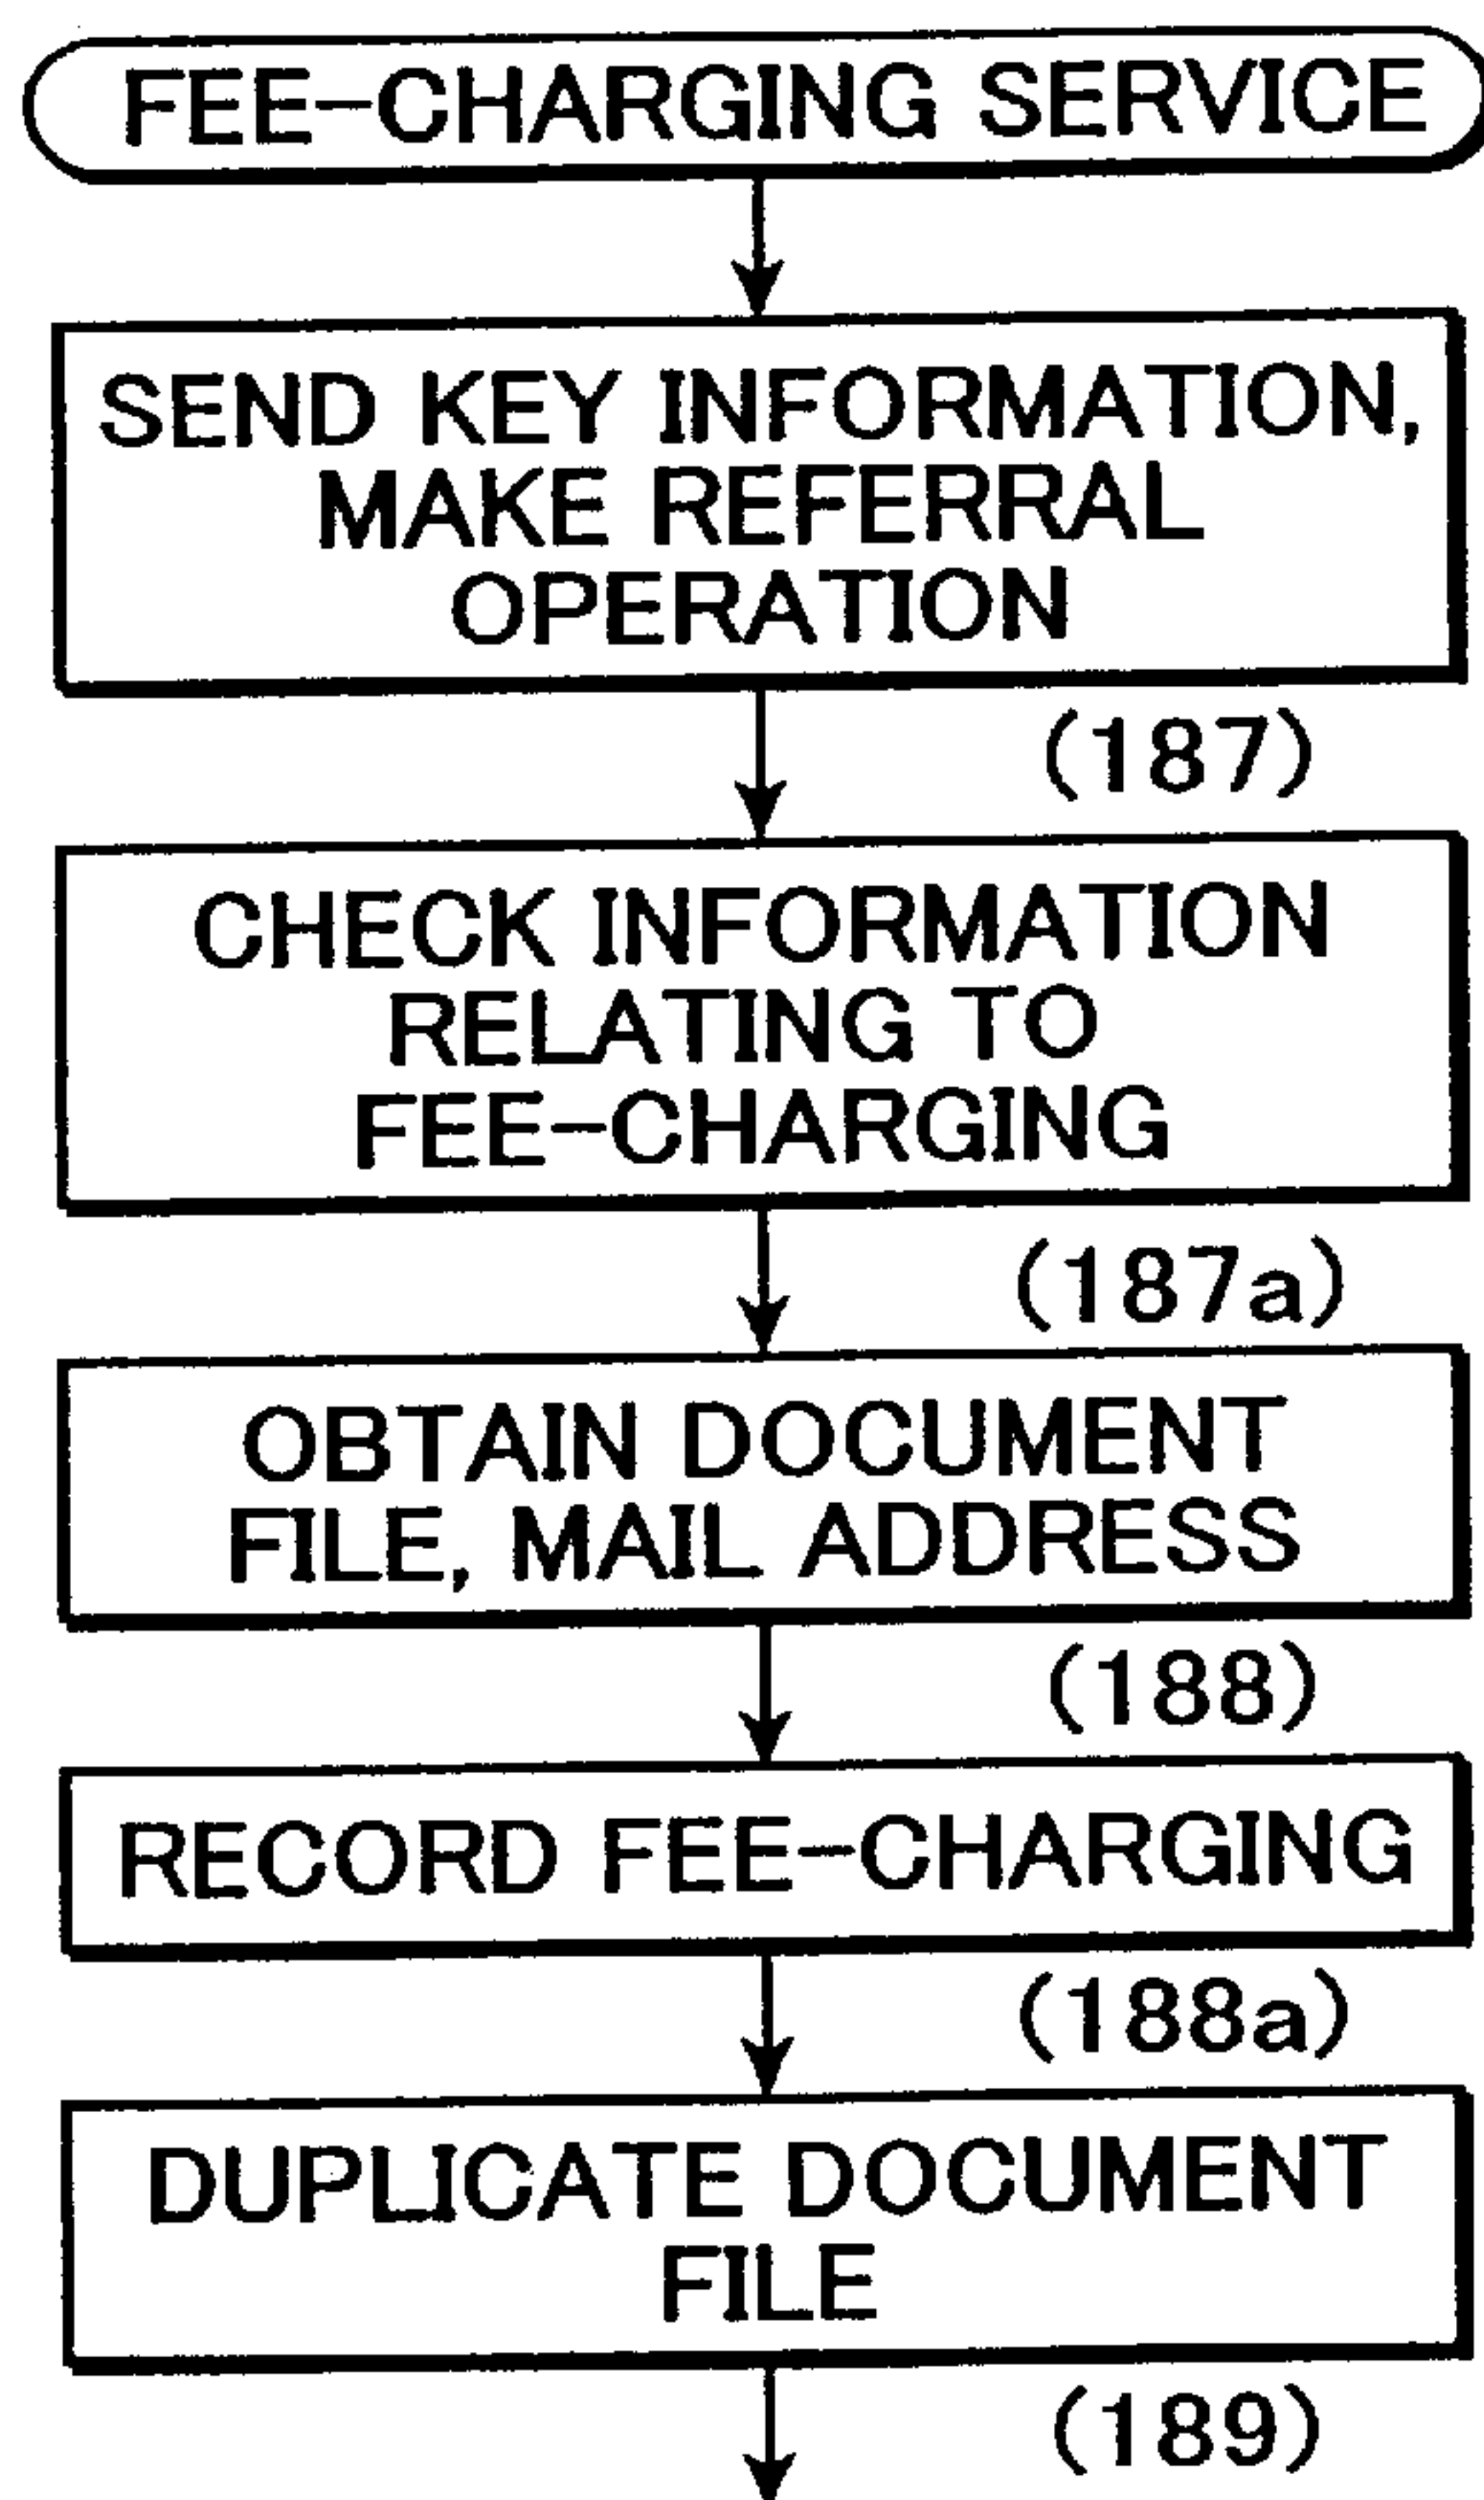 FEE-CHARGING SERVICE
SEND KEY INFORMATION,
MAKE REFERRAL
OPERATION
(187)
CHECK INFORMATION
RELATING TO
FEE-CHARGING
(187a)
OBTAIN DOCUMENT
FILE, MAIL ADDRESS
(188)
RECORD FEE-CHARGING
(188a)
DUPLICATE DOCUMENT
FILE
(189)